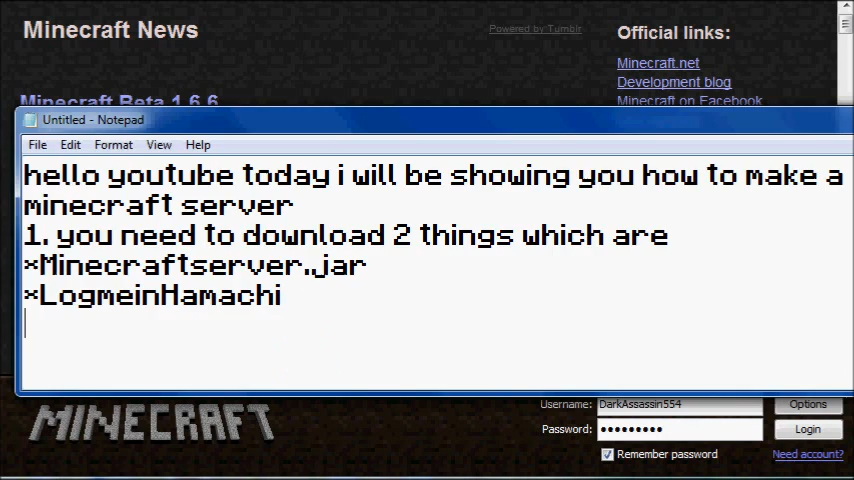 Minecraft News
Powered by Tumblr
Official links:
Minecraft.net
Development blog
Minecraft on Facebook
Minecraft Beta 1.6.6
Untitled - Notepad
File Edit Format View Help
hello youtube today i will be showing you how to make a
minecraft server
1. you need to download 2 things which are
*Minecraftserver.jar
*LogmeinHamachi
MINECRAFT
Username: DarkAssassin554 Options
Password: ●●●●●●●●● Login
Remember password Need account?